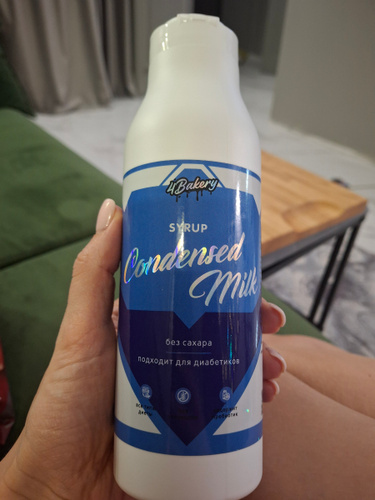 4Bakery
SYRUP
Condensed
Milk
без сахара
подходит для диабетиков